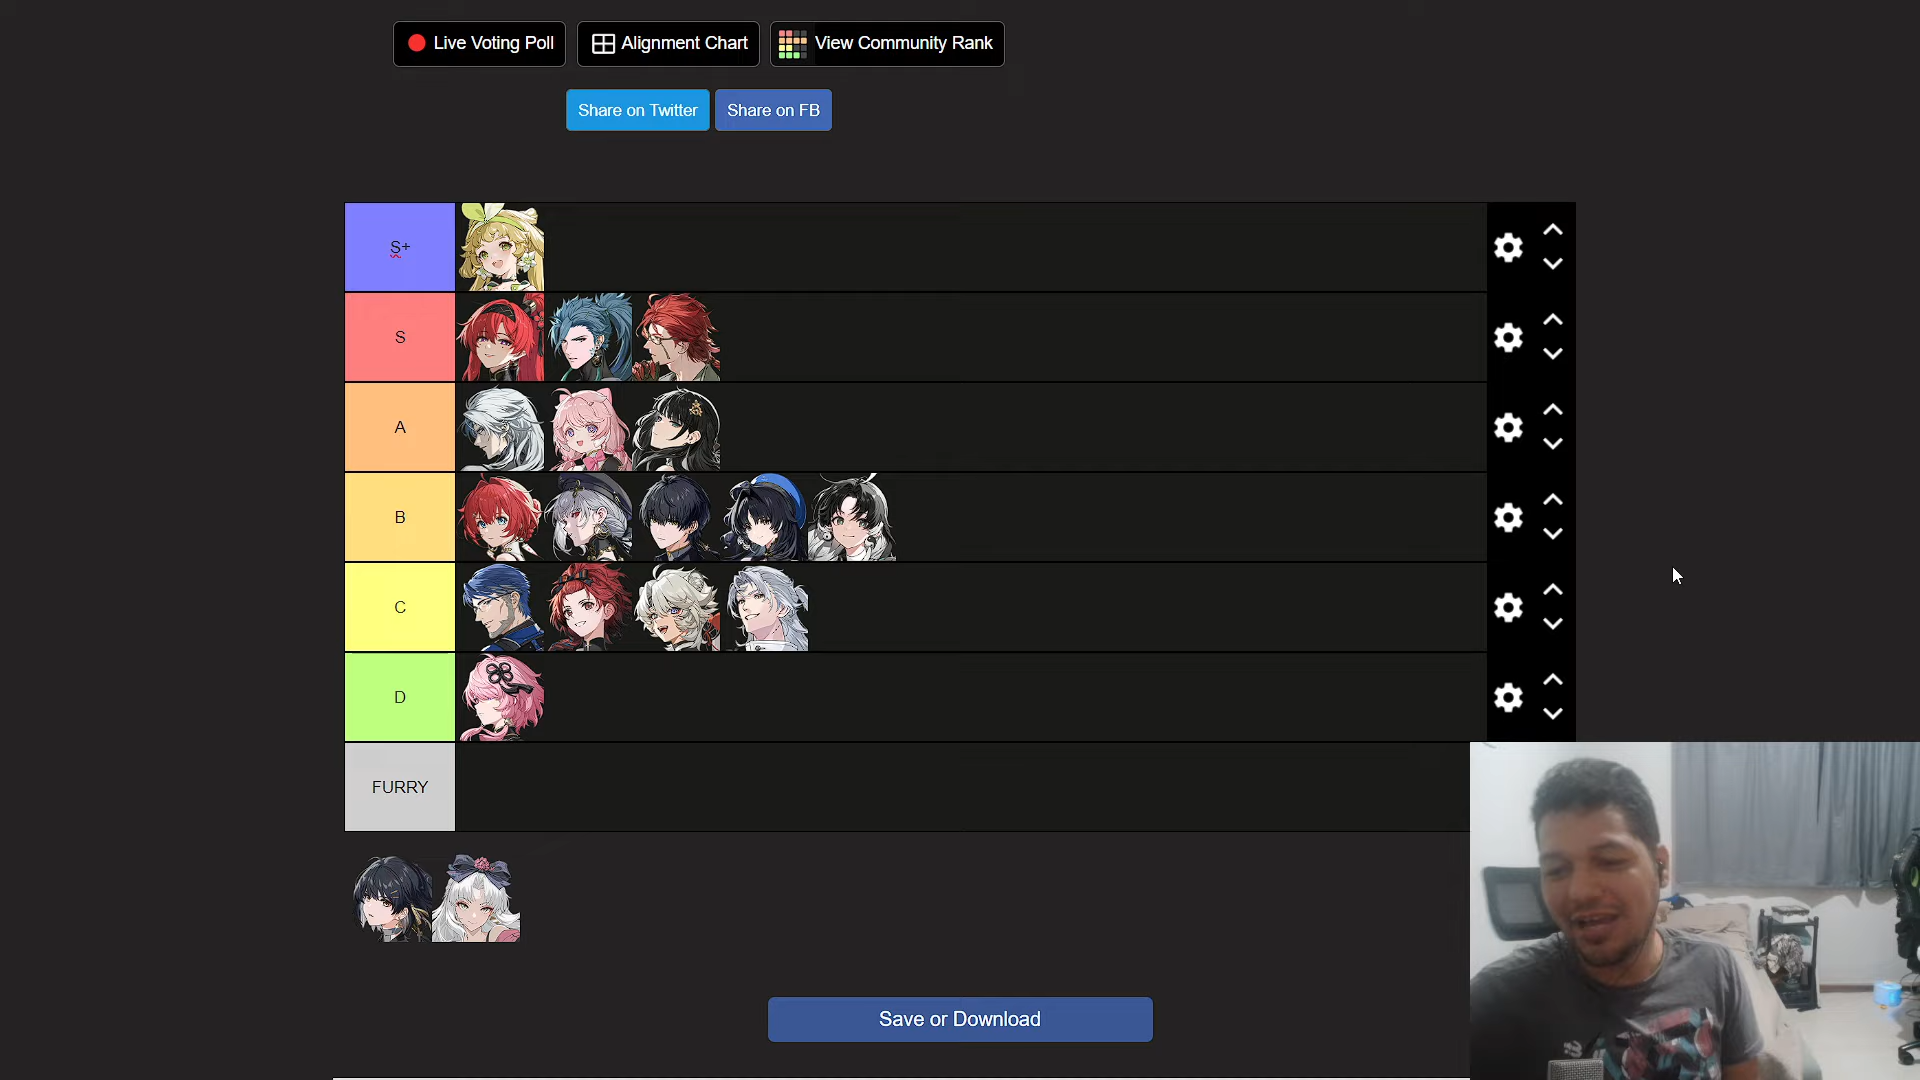 Live Voting Poll
Alignment Chart
View Community Rank
Share on Twitter
Share on FB
S+
S
A
B
C
D
FURRY
Save or Download